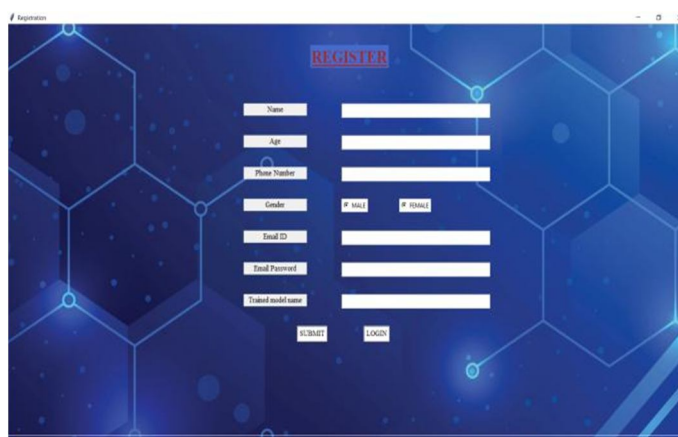 Registration
REGISTER
Name
Age
Phone Number
Gender
MALE FEMALE
Email ID
Email Password
Trained model name
SUBMIT LOGIN